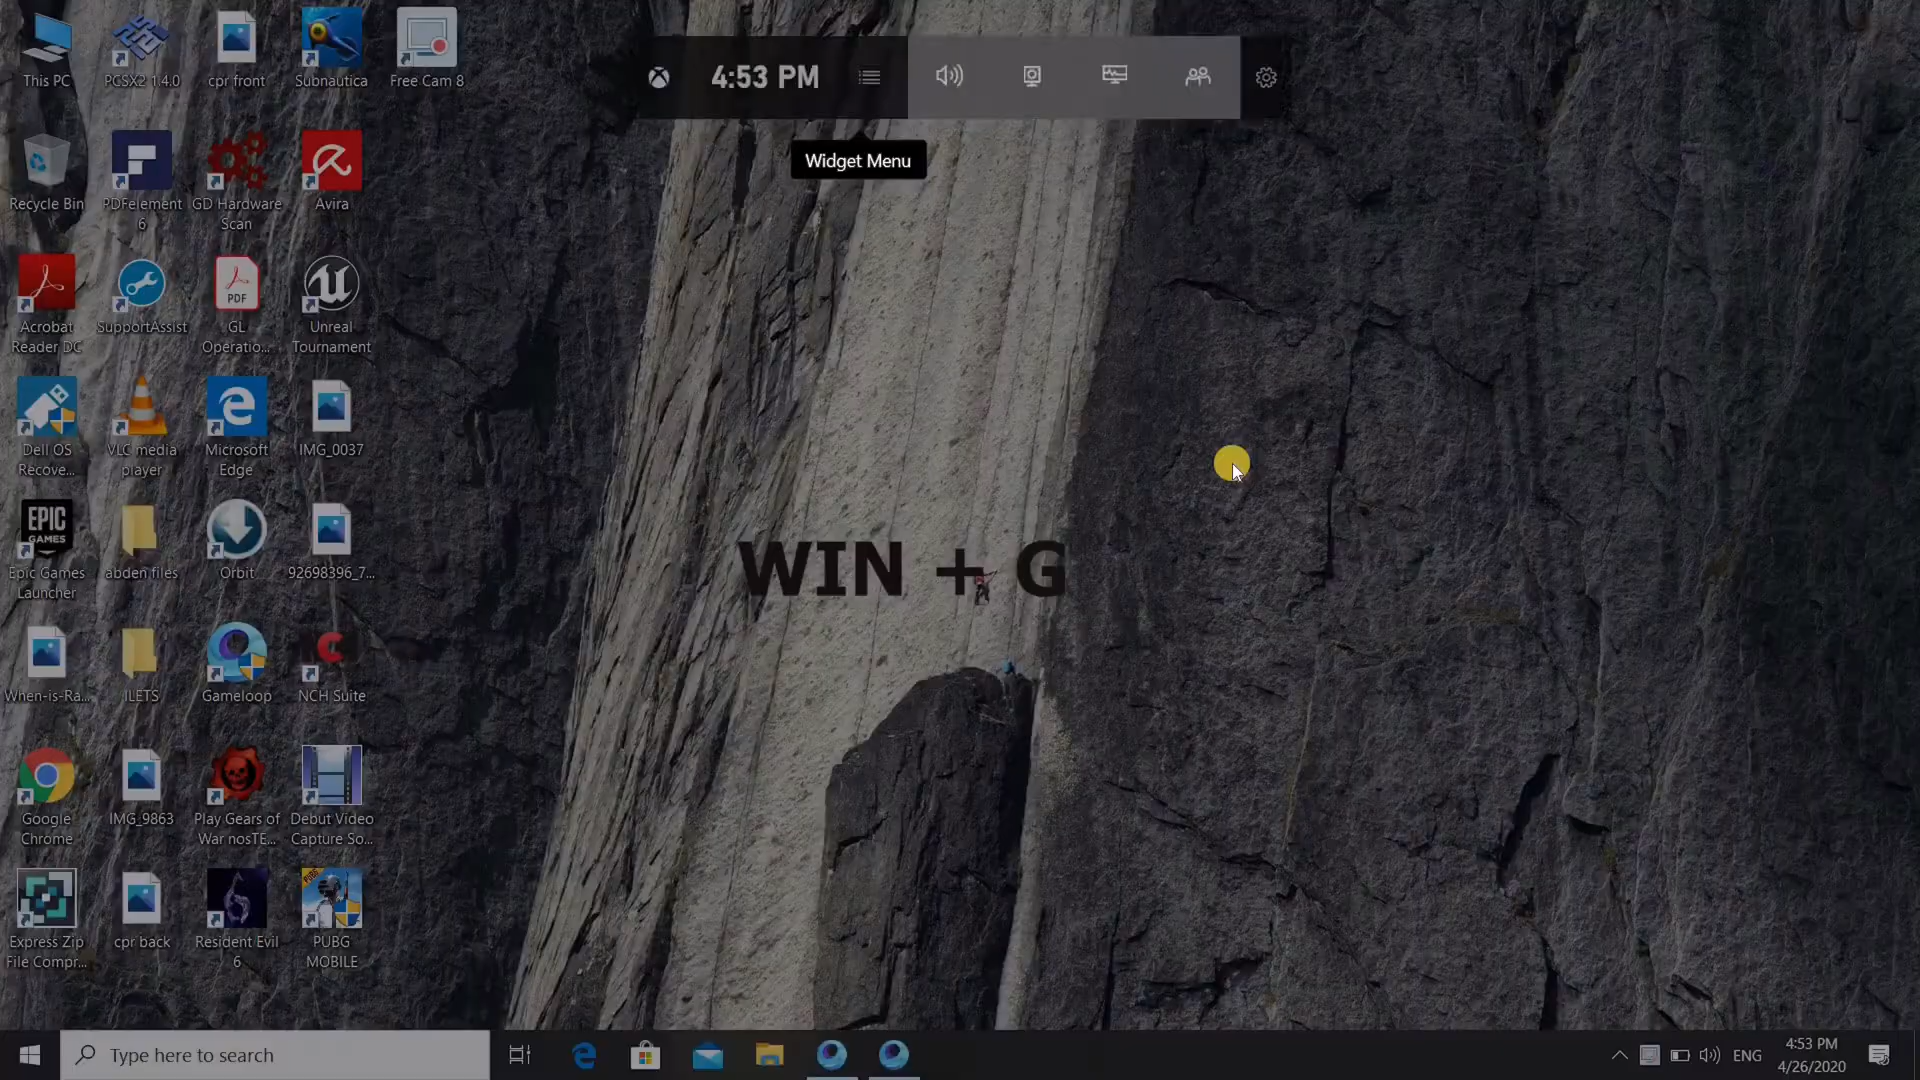 4:53 PM
Widget Menu
WIN + G
This PC
PCSX2 1.4.0
cpr front
Subnautica
Free Cam 8
Recycle Bin
PDFelement
6
GD Hardware
Scan
Avira
Acrobat
Reader DC
SupportAssist
PDF
GL
Operatio...
Unreal
Tournament
Dell OS
Recove...
VLC media
player
Microsoft
Edge
IMG_0037
EPIC
GAMES
Epic Games
Launcher
abden files
Orbit
92698396_7...
When-is-Ra...
ILETS
Gameloop
NCH Suite
Google
Chrome
IMG_9863
Play Gears of
War nosTE...
Debut Video
Capture So...
Express Zip
File Compr...
cpr back
Resident Evil
6
PUBG
PUBG
MOBILE
Type here to search
ENG
4:53 PM
4/26/2020